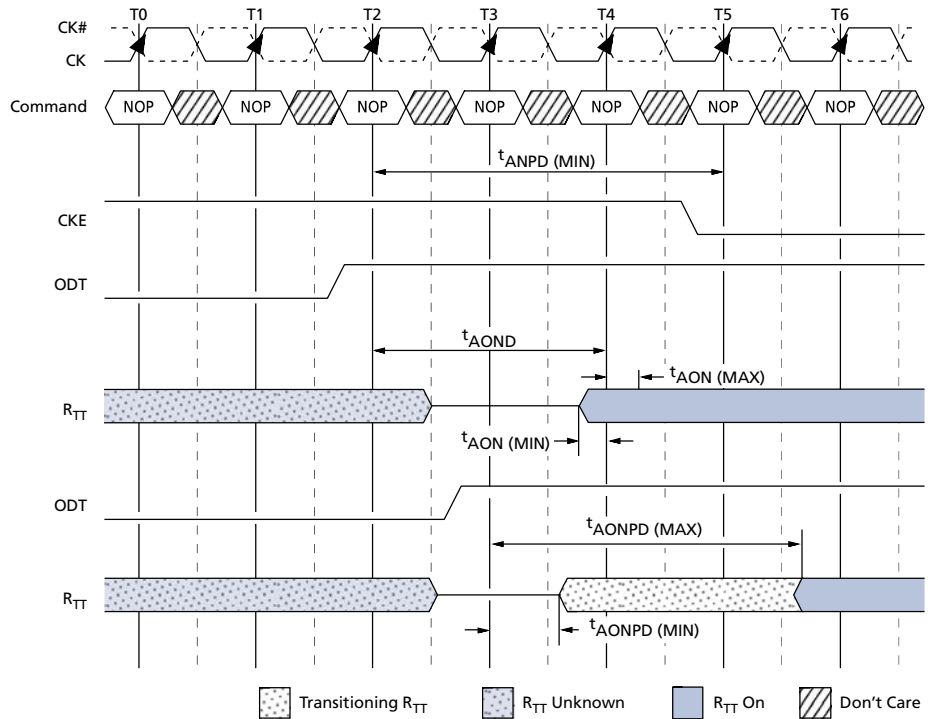 T0 T1 T2 T3 T4 T5 T6
CK#
CK
Command NOP NOP NOP NOP NOP NOP NOP
tANPD (MIN)
CKE
ODT
tAOND
tAON (MAX)
RTT
tAON (MIN)
ODT
tAONPD (MAX)
RTT
tAONPD (MIN)
Transitioning RTT RTT Unknown RTT On Don't Care